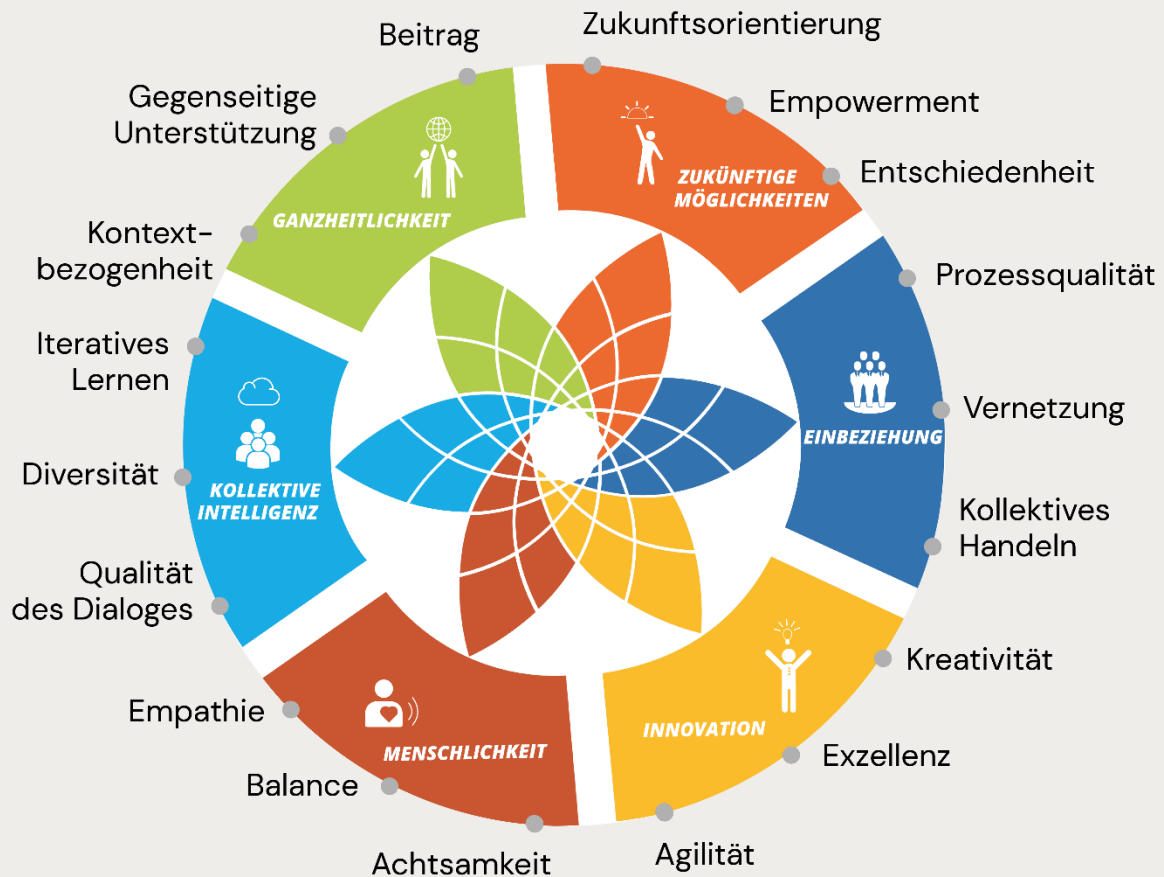 Beitrag
Zukunftsorientierung
Gegenseitige
Unterstützung
Empowerment
Entschiedenheit
ZUKÜNFTIGE
MÖGLICHKEITEN
GANZHEITLICHKEIT
Kontext-
bezogenheit
Prozessqualität
Iteratives
Lernen
Vernetzung
EINBEZIEHUNG
Diversität
KOLLEKTIVE
INTELLIGENZ
Kollektives
Handeln
Qualität
des Dialoges
Kreativität
Empathie
MENSCHLICHKEIT
INNOVATION
Exzellenz
Balance
Achtsamkeit
Agilität